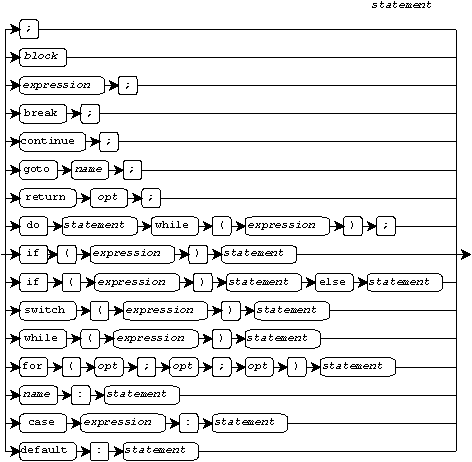 statement
;
block
expression ;
break ;
continue ;
goto name ;
return opt ;
do statement while ( expression ) ;
if ( expression ) statement
if ( expression ) statement else statement
switch ( expression ) statement
while ( expression ) statement
for ( opt ; opt ; opt ) statement
name : statement
case expression : statement
default : statement